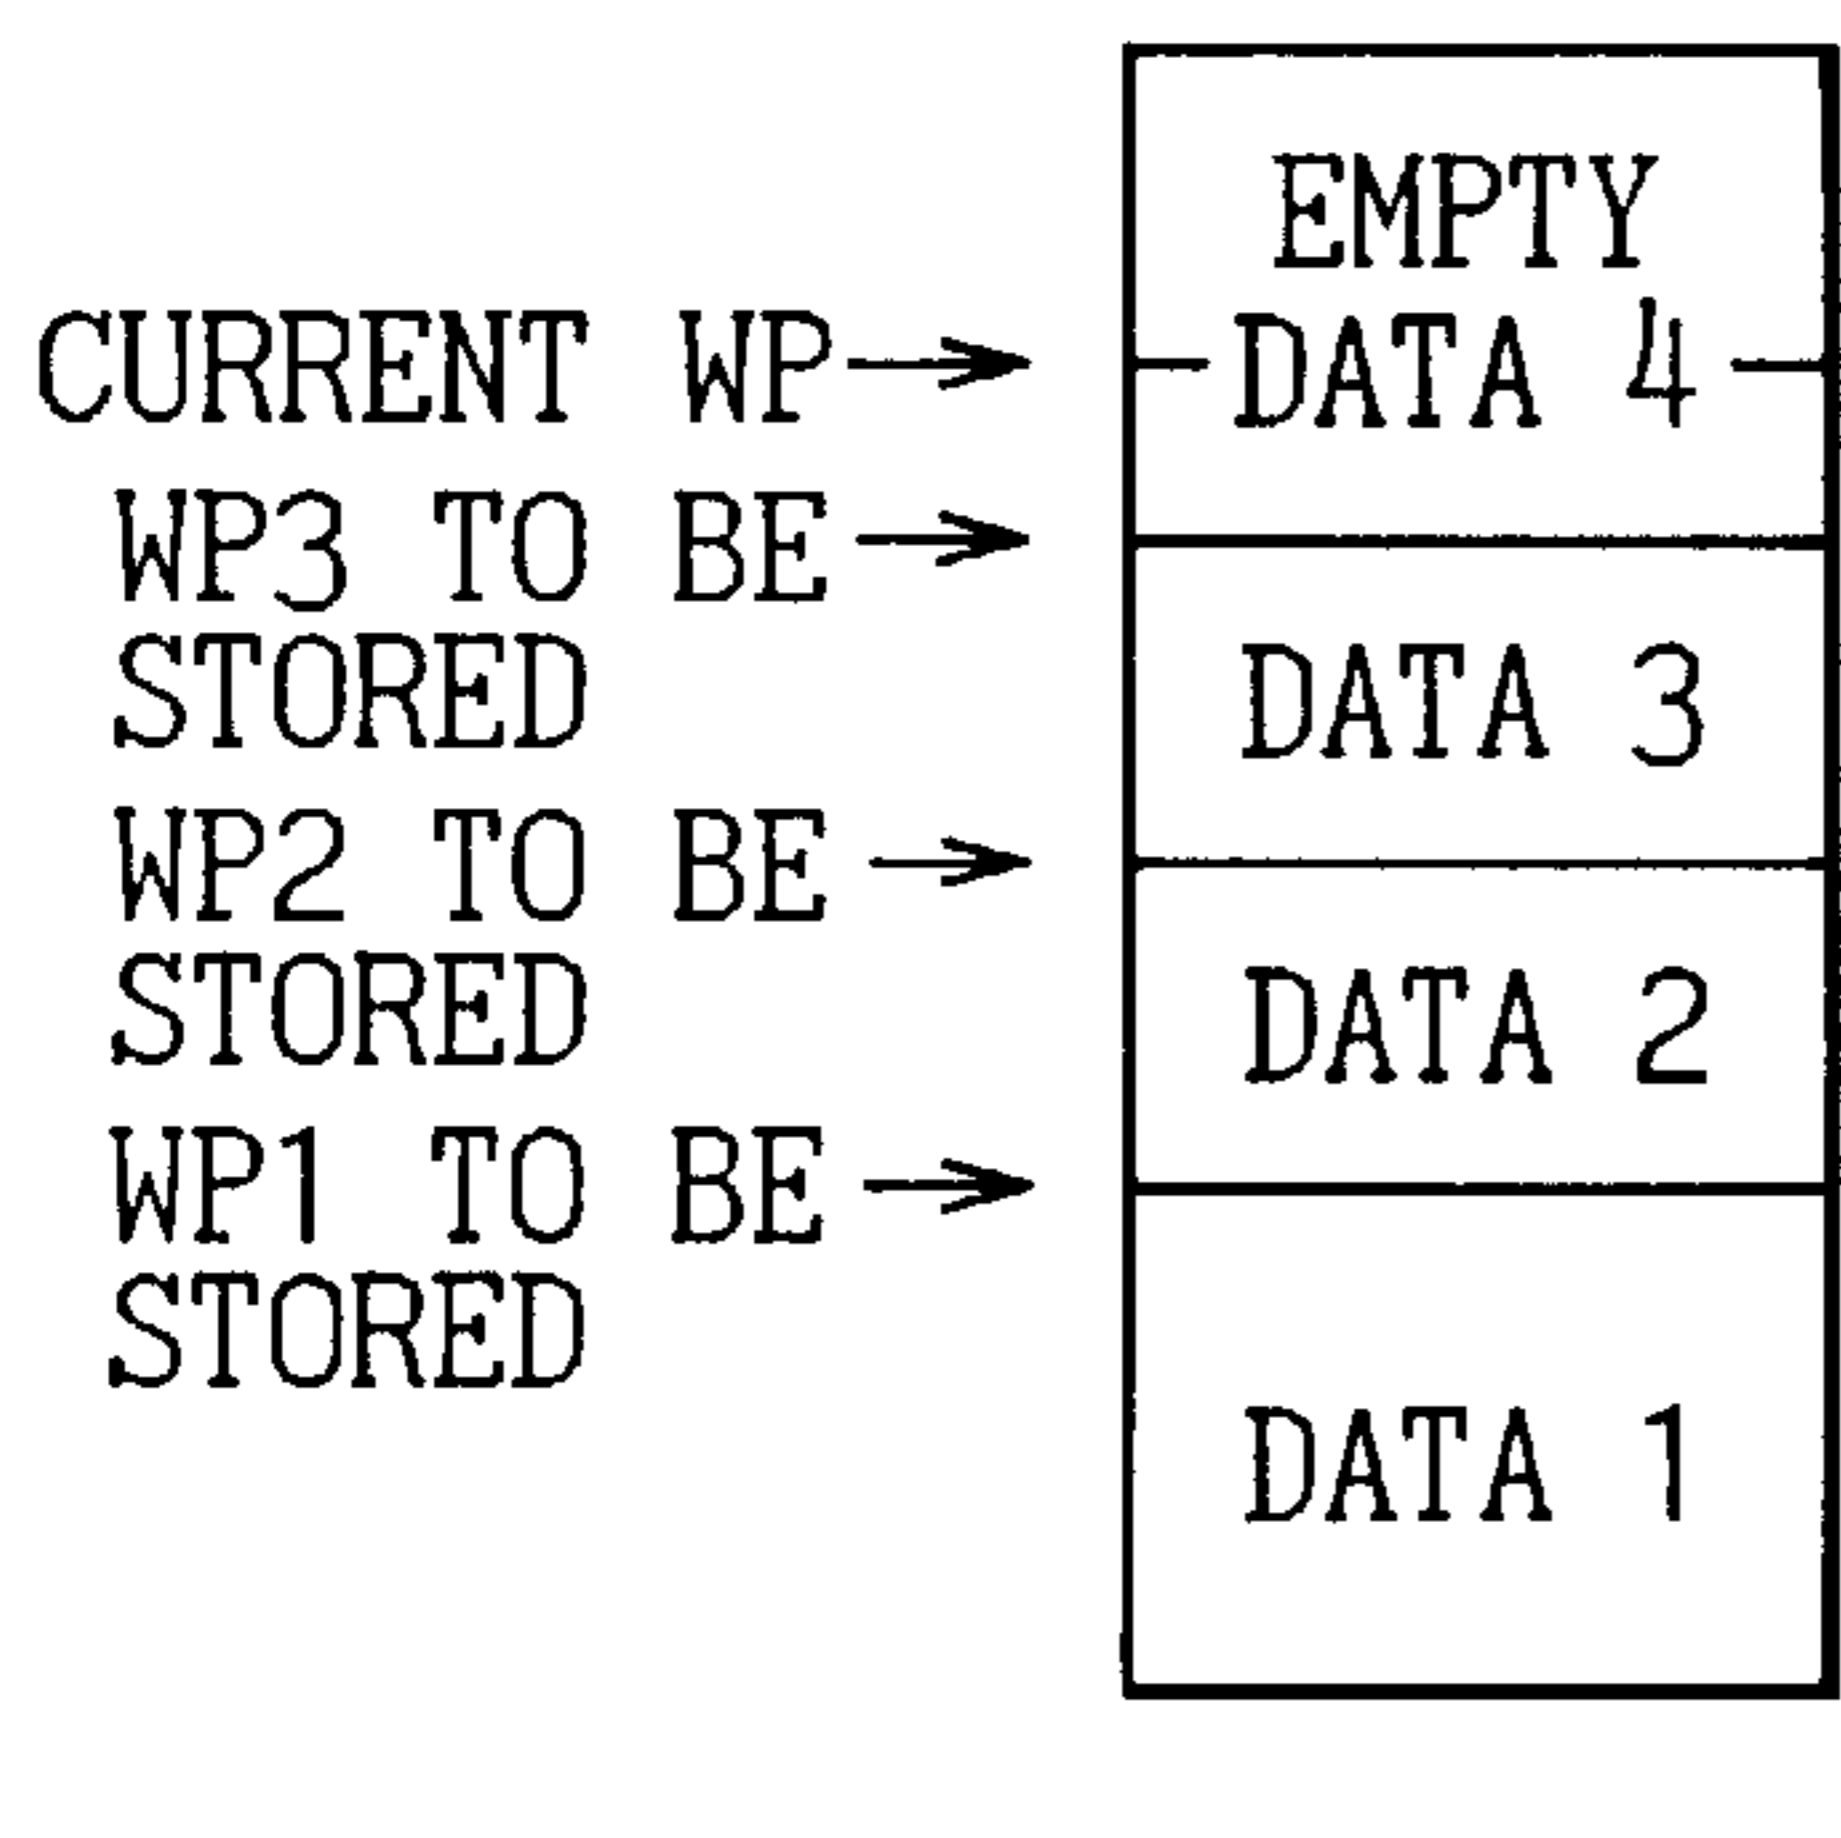 EMPTY
CURRENT WP
DATA 4
WP3 TO BE
STORED
DATA 3
WP2 TO BE
STORED
DATA 2
WP1 TO BE
STORED
DATA 1